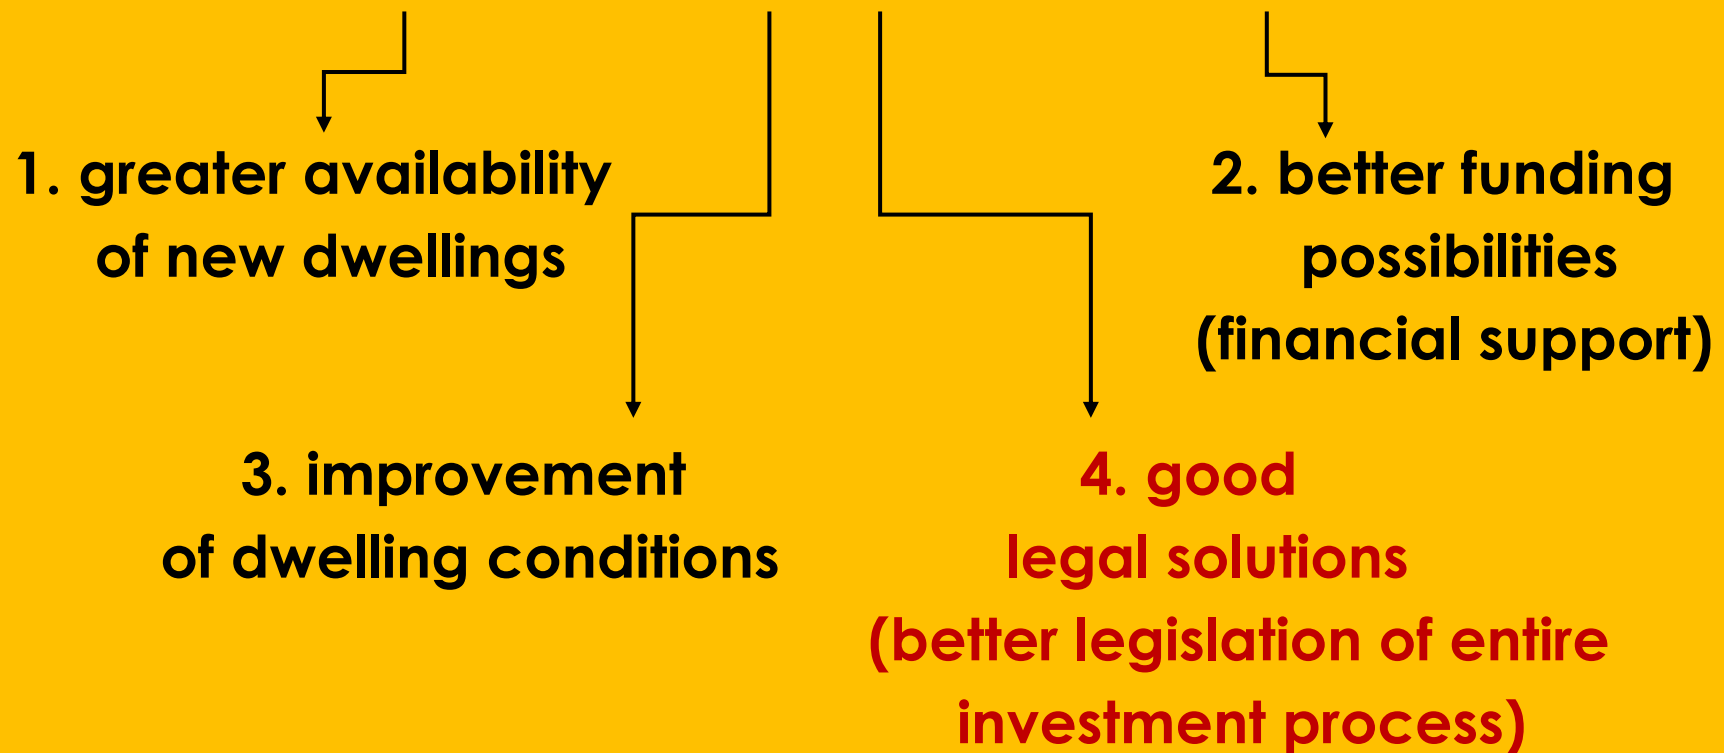 1. greater availability
of new dwellings
2. better funding
possibilities
(financial support)
3. improvement
of dwelling conditions
4. good
legal solutions
(better legislation of entire
investment process)